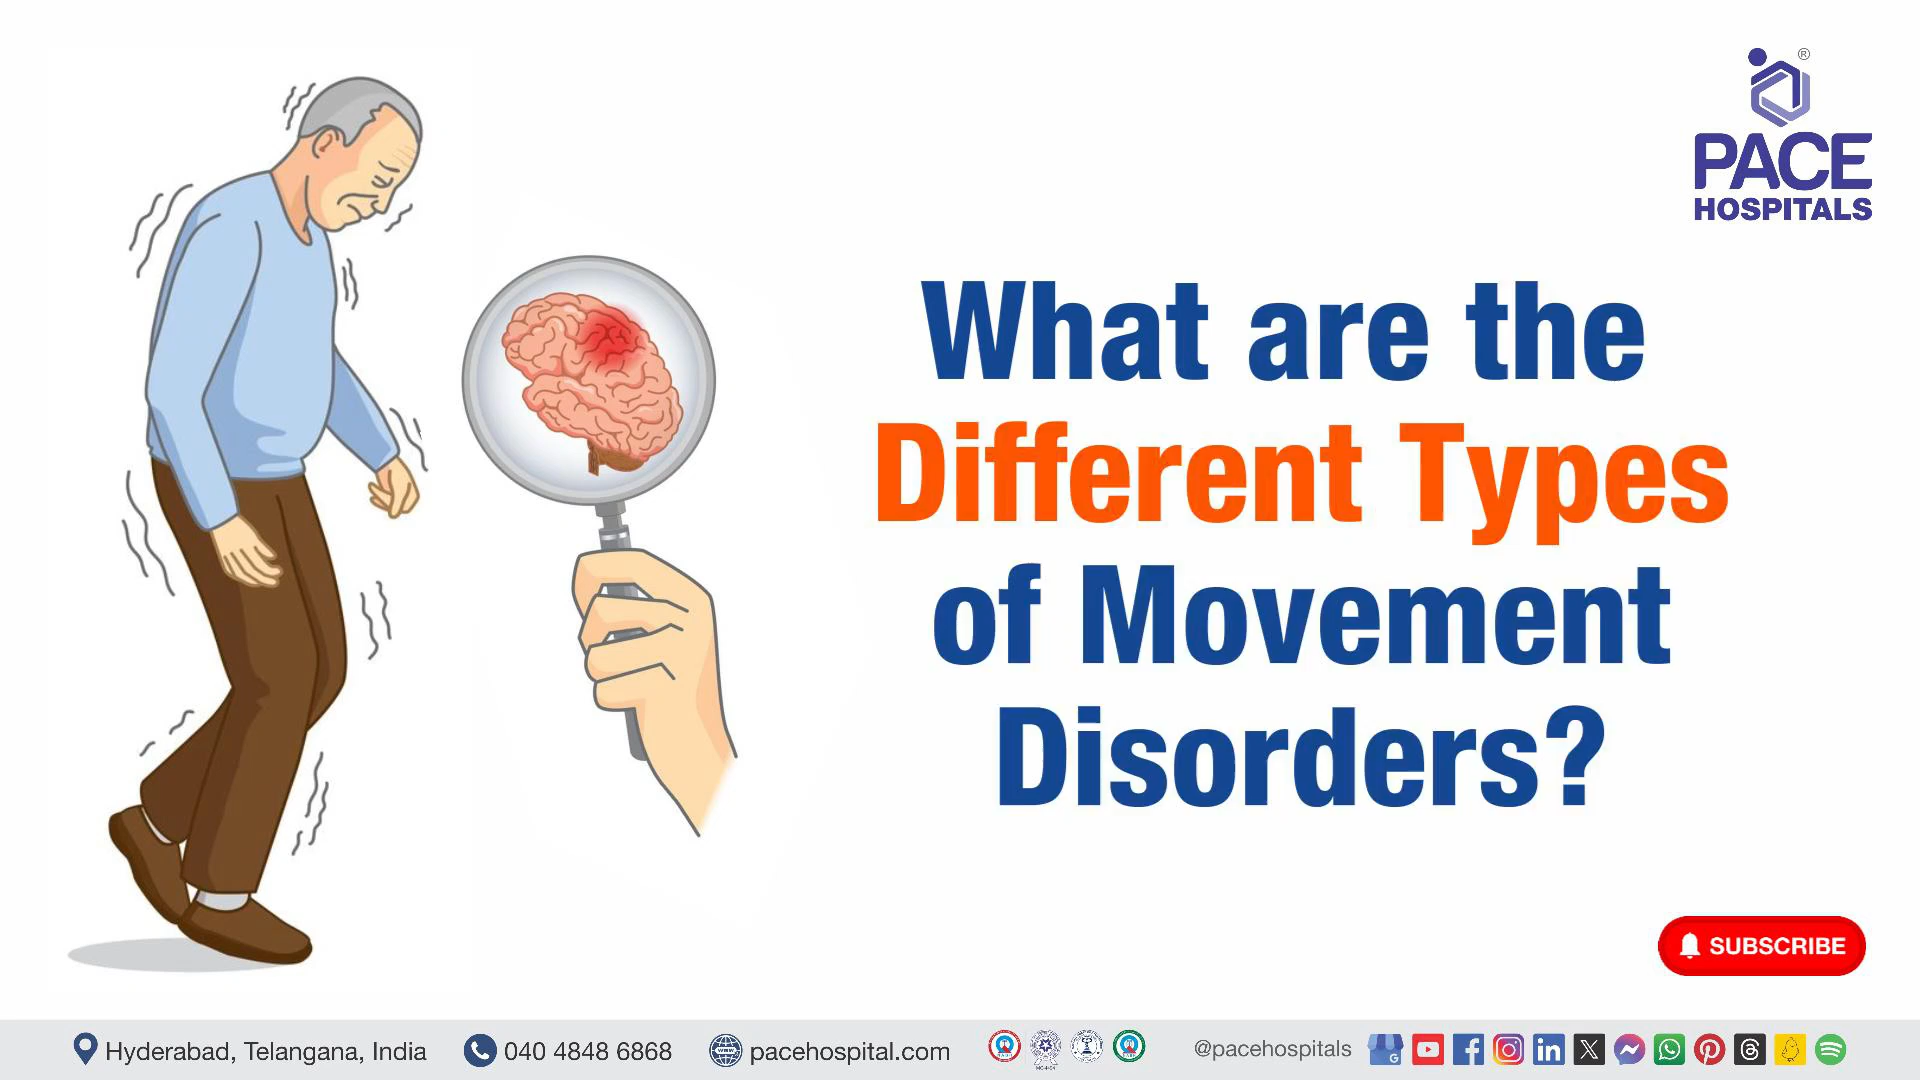 ®
PACE
HOSPITALS
What are the
Different Types
of Movement
Disorders?
SUBSCRIBE
Hyderabad, Telangana, India
040 4848 6868
www
pacehospital.com
@pacehospitals